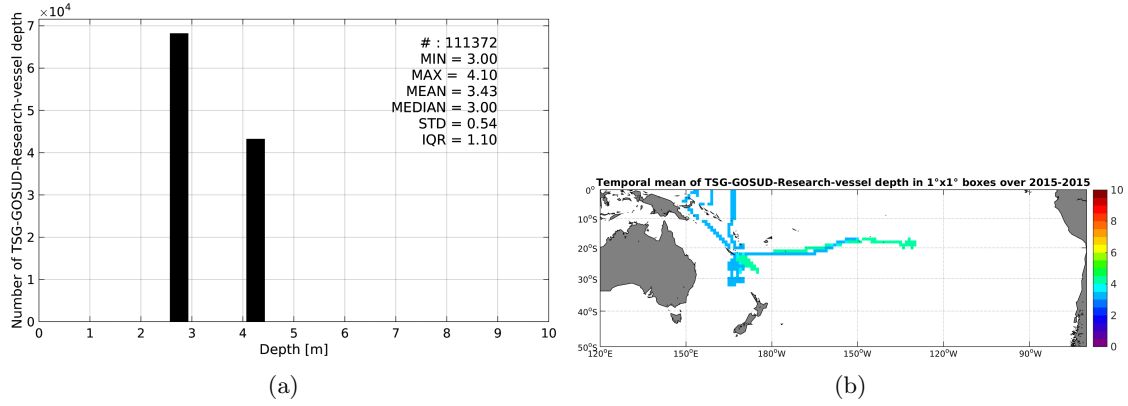 ×10⁴
7
6
5
4
3
2
1
0
Number of TSG-GOSUD-Research-vessel depth
# : 111372
MIN = 3.00
MAX = 4.10
MEAN = 3.43
MEDIAN = 3.00
STD = 0.54
IQR = 1.10
0 1 2 3 4 5 6 7 8 9 10
Depth [m]
(a)
Temporal mean of TSG-GOSUD-Research-vessel depth in 1°x1° boxes over 2015-2015
0°
10°S
20°S
30°S
40°S
50°S
120°E 150°E 180°W 150°W 120°W 90°W
10
8
6
4
2
0
(b)